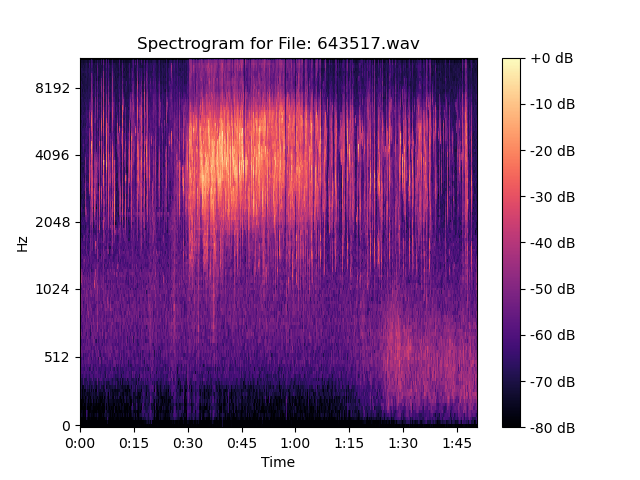 Spectrogram for File: 643517.wav
Hz
8192
4096
2048
1024
512
0
0:00 0:15 0:30 0:45 1:00 1:15 1:30 1:45
Time
+0 dB
-10 dB
-20 dB
-30 dB
-40 dB
-50 dB
-60 dB
-70 dB
-80 dB